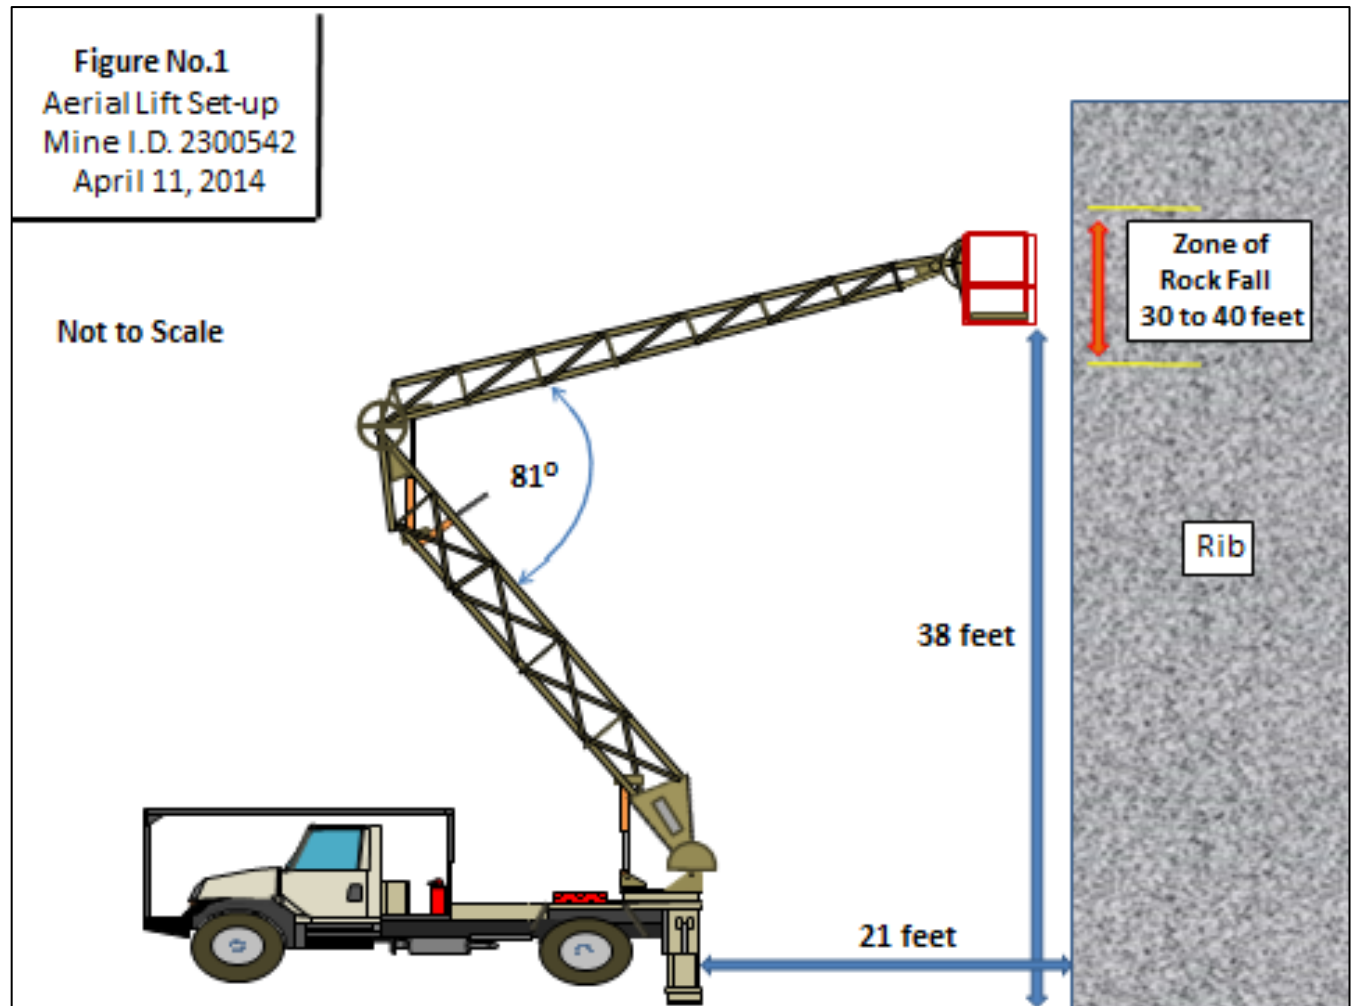 Figure No.1
Aerial Lift Set-up
Mine I.D. 2300542
April 11, 2014
Not to Scale
Zone of
Rock Fall
30 to 40 feet
81⁰
Rib
38 feet
21 feet